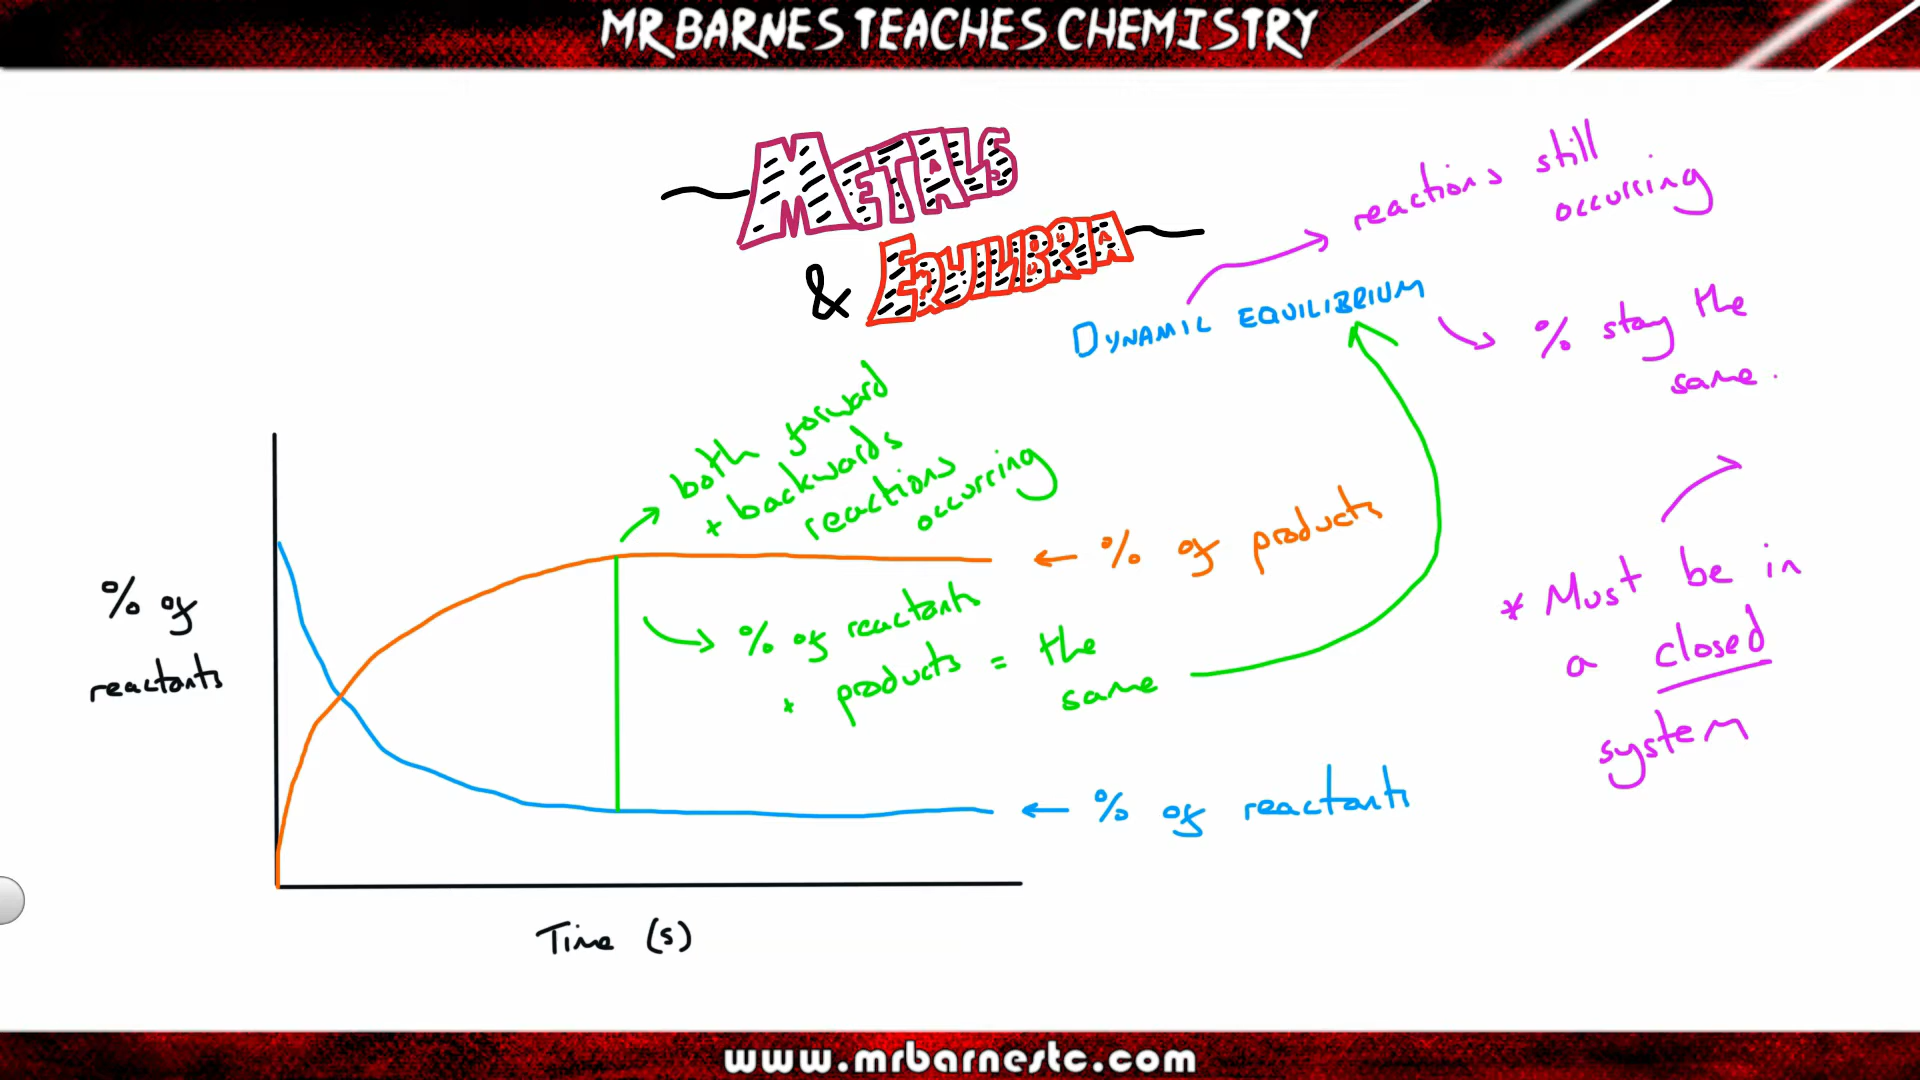 MR BARNES TEACHES CHEMISTRY
METALS
& EQUILIBRIA
DYNAMIC EQUILIBRIUM
reactions still
occurring
% stay the
same.
* Must be in
a closed
system
both forward
+ backwards
reactions
occurring
% of products
% of reactants
+ products = the
same
% of reactants
% of
reactants
Time (s)
www.mrbarnestc.com